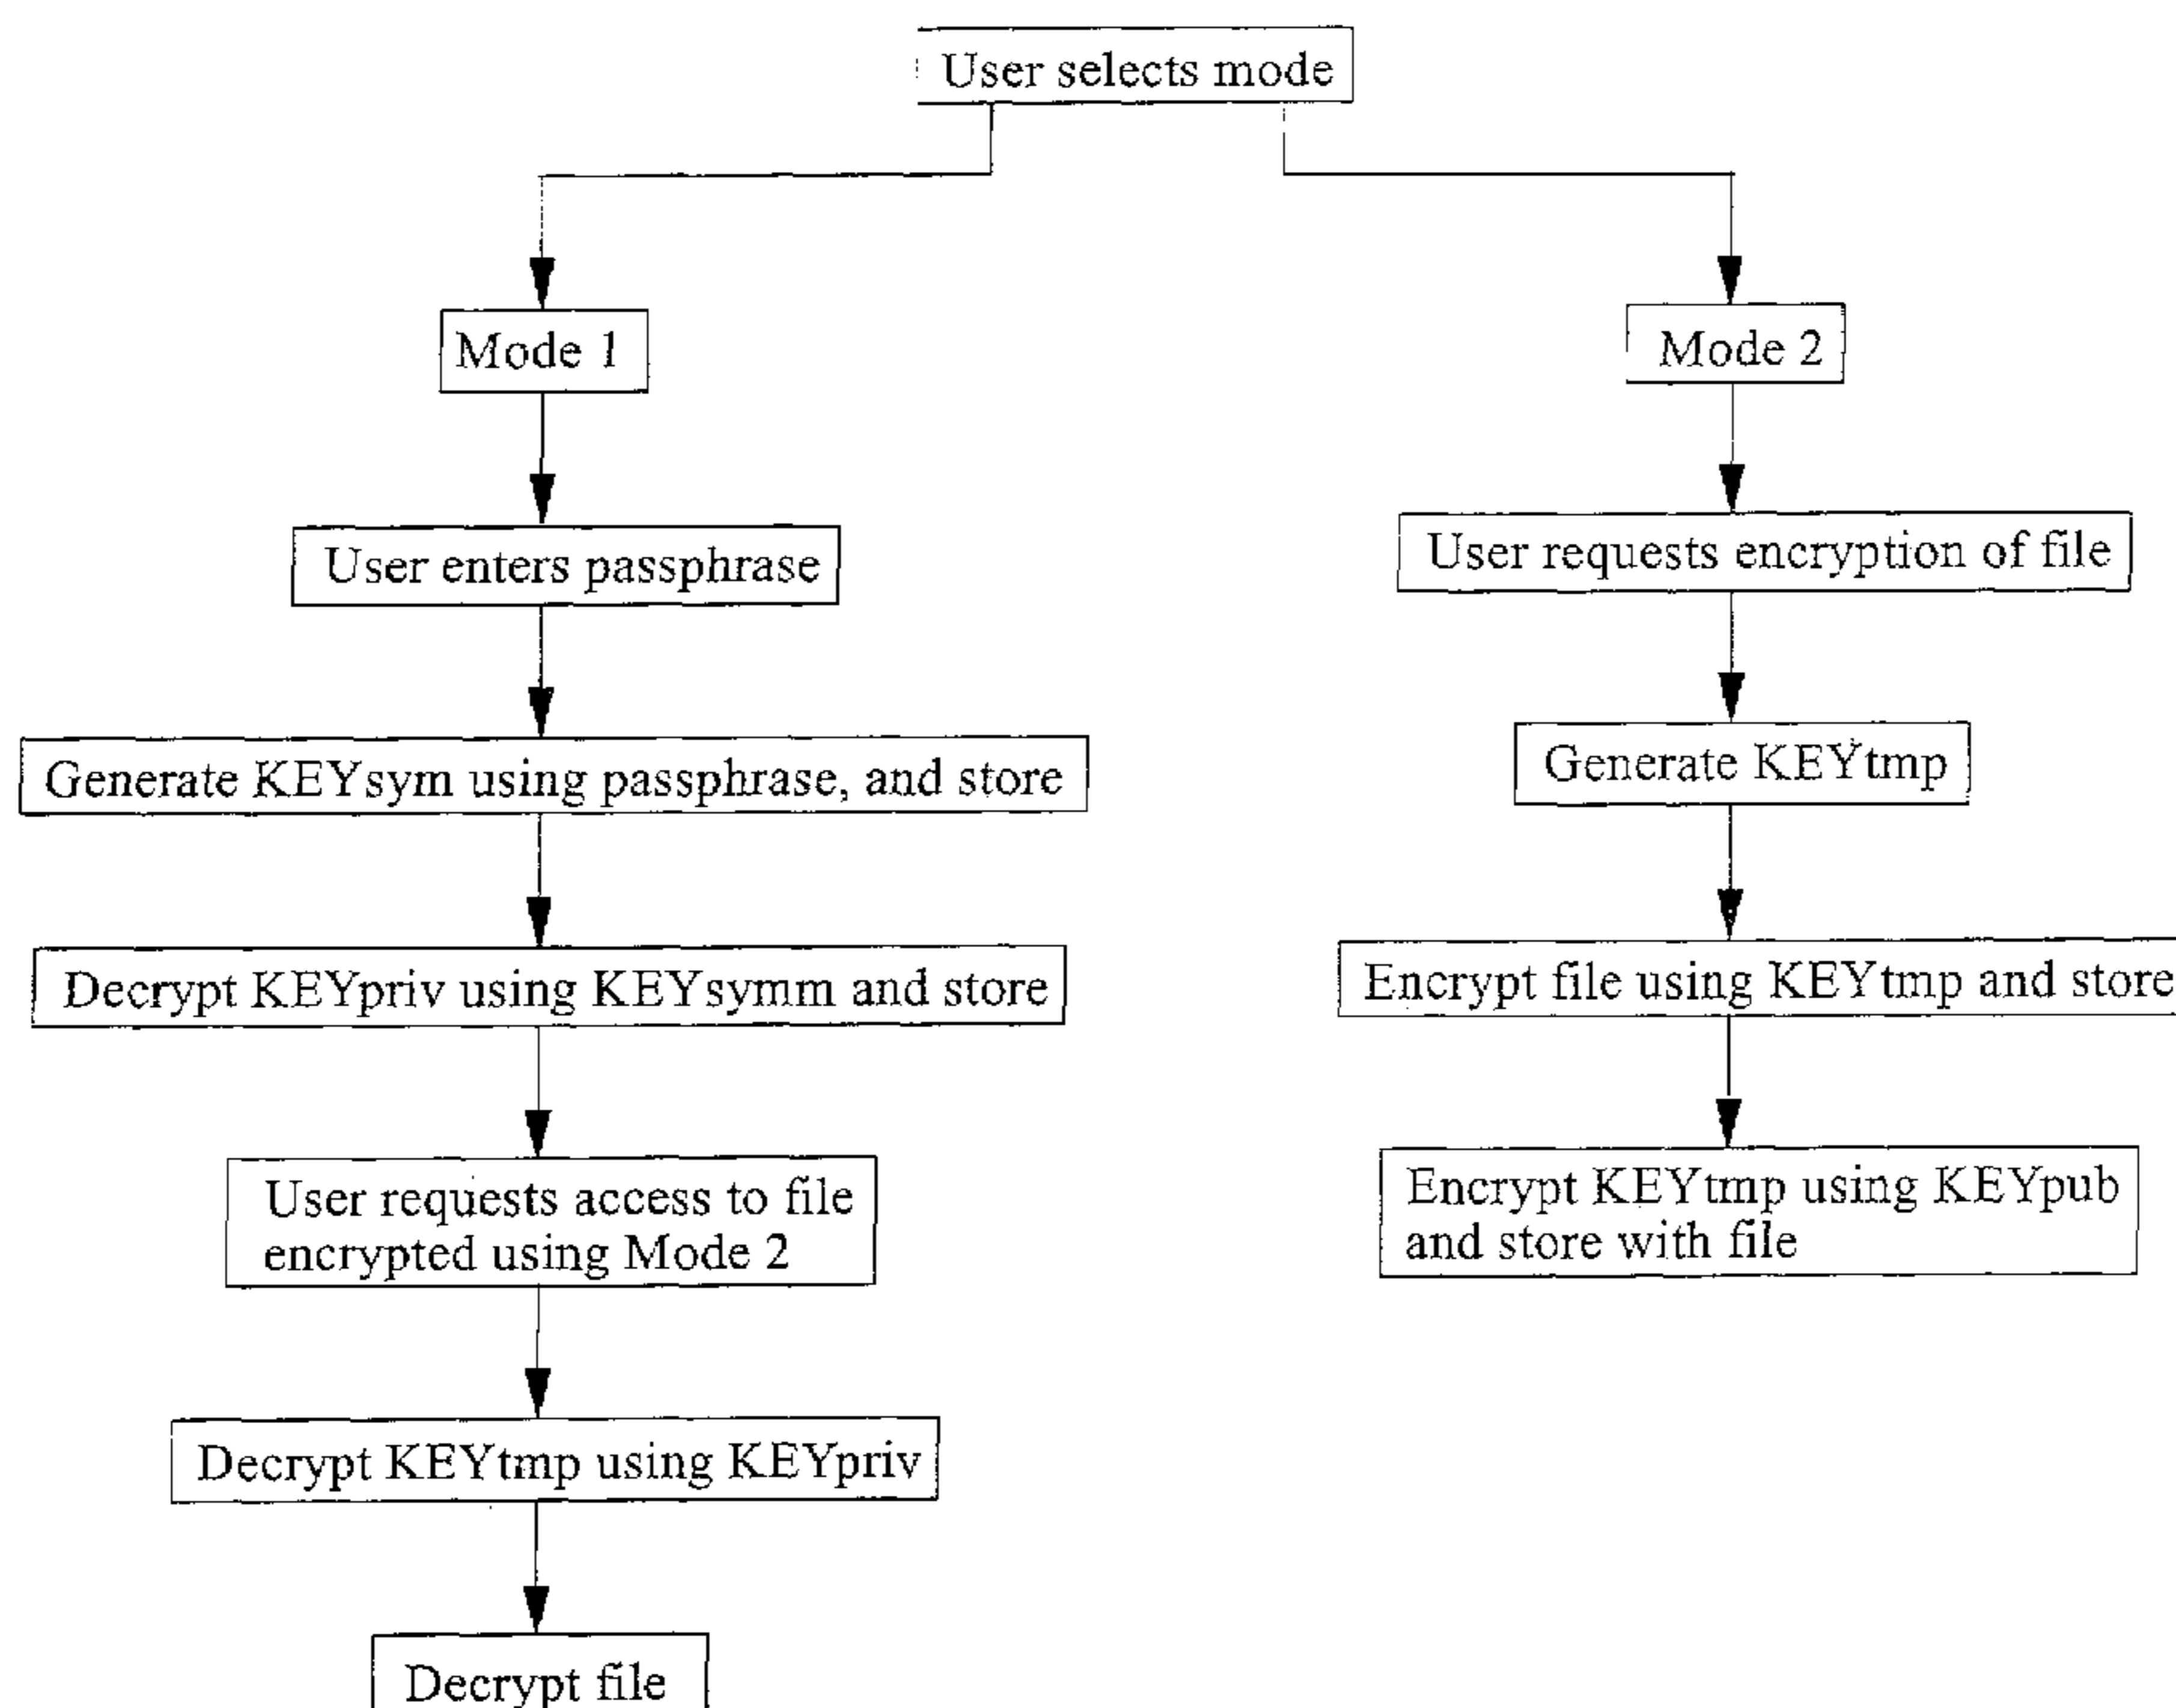 User selects mode
Mode 1
User enters passphrase
Generate KEYsym using passphrase, and store
Decrypt KEYpriv using KEYsymm and store
User requests access to file
encrypted using Mode 2
Decrypt KEYtmp using KEYpriv
Decrypt file
Mode 2
User requests encryption of file
Generate KEYtmp
Encrypt file using KEYtmp and store
Encrypt KEYtmp using KEYpub
and store with file